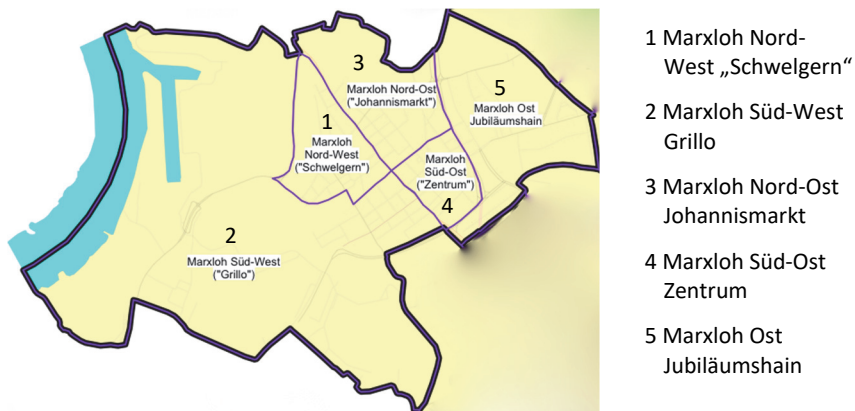 3
Marxloh Nord-Ost
("Johannismarkt")
5
Marxloh Ost
Jubiläumshain
1
Marxloh
Nord-West
("Schwelgern")
Marxloh
Süd-Ost
("Zentrum")
4
2
Marxloh Süd-West
("Grillo")
1 Marxloh Nord-
West „Schwelgern“
2 Marxloh Süd-West
Grillo
3 Marxloh Nord-Ost
Johannismarkt
4 Marxloh Süd-Ost
Zentrum
5 Marxloh Ost
Jubiläumshain